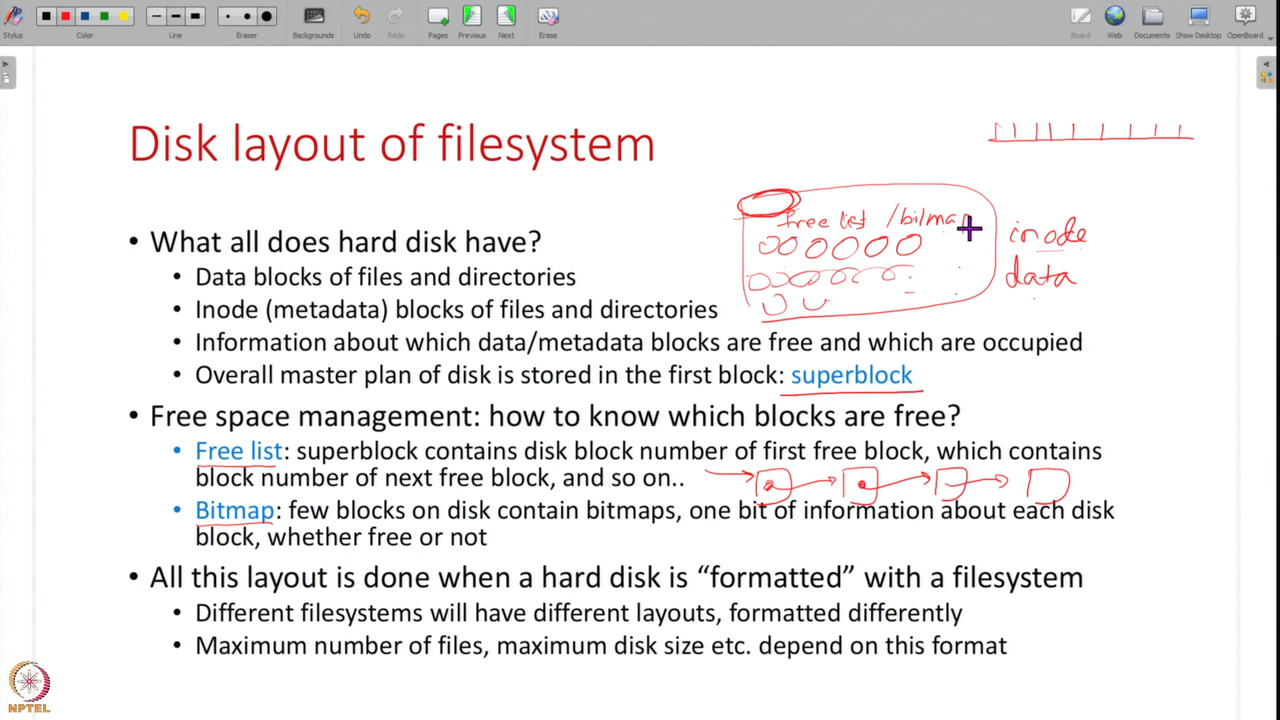 Stylus
Color
Line
Eraser
Backgrounds
Undo
Redo
Pages
Previous
Next
Erase
Board
Web
Documents
Show Desktop
OpenBoard
Disk layout of filesystem
free list /bitmap
inode
data
• What all does hard disk have?
• Data blocks of files and directories
• Inode (metadata) blocks of files and directories
• Information about which data/metadata blocks are free and which are occupied
• Overall master plan of disk is stored in the first block: superblock
• Free space management: how to know which blocks are free?
• Free list: superblock contains disk block number of first free block, which contains
block number of next free block, and so on..
• Bitmap: few blocks on disk contain bitmaps, one bit of information about each disk
block, whether free or not
• All this layout is done when a hard disk is “formatted” with a filesystem
• Different filesystems will have different layouts, formatted differently
• Maximum number of files, maximum disk size etc. depend on this format
NPTEL